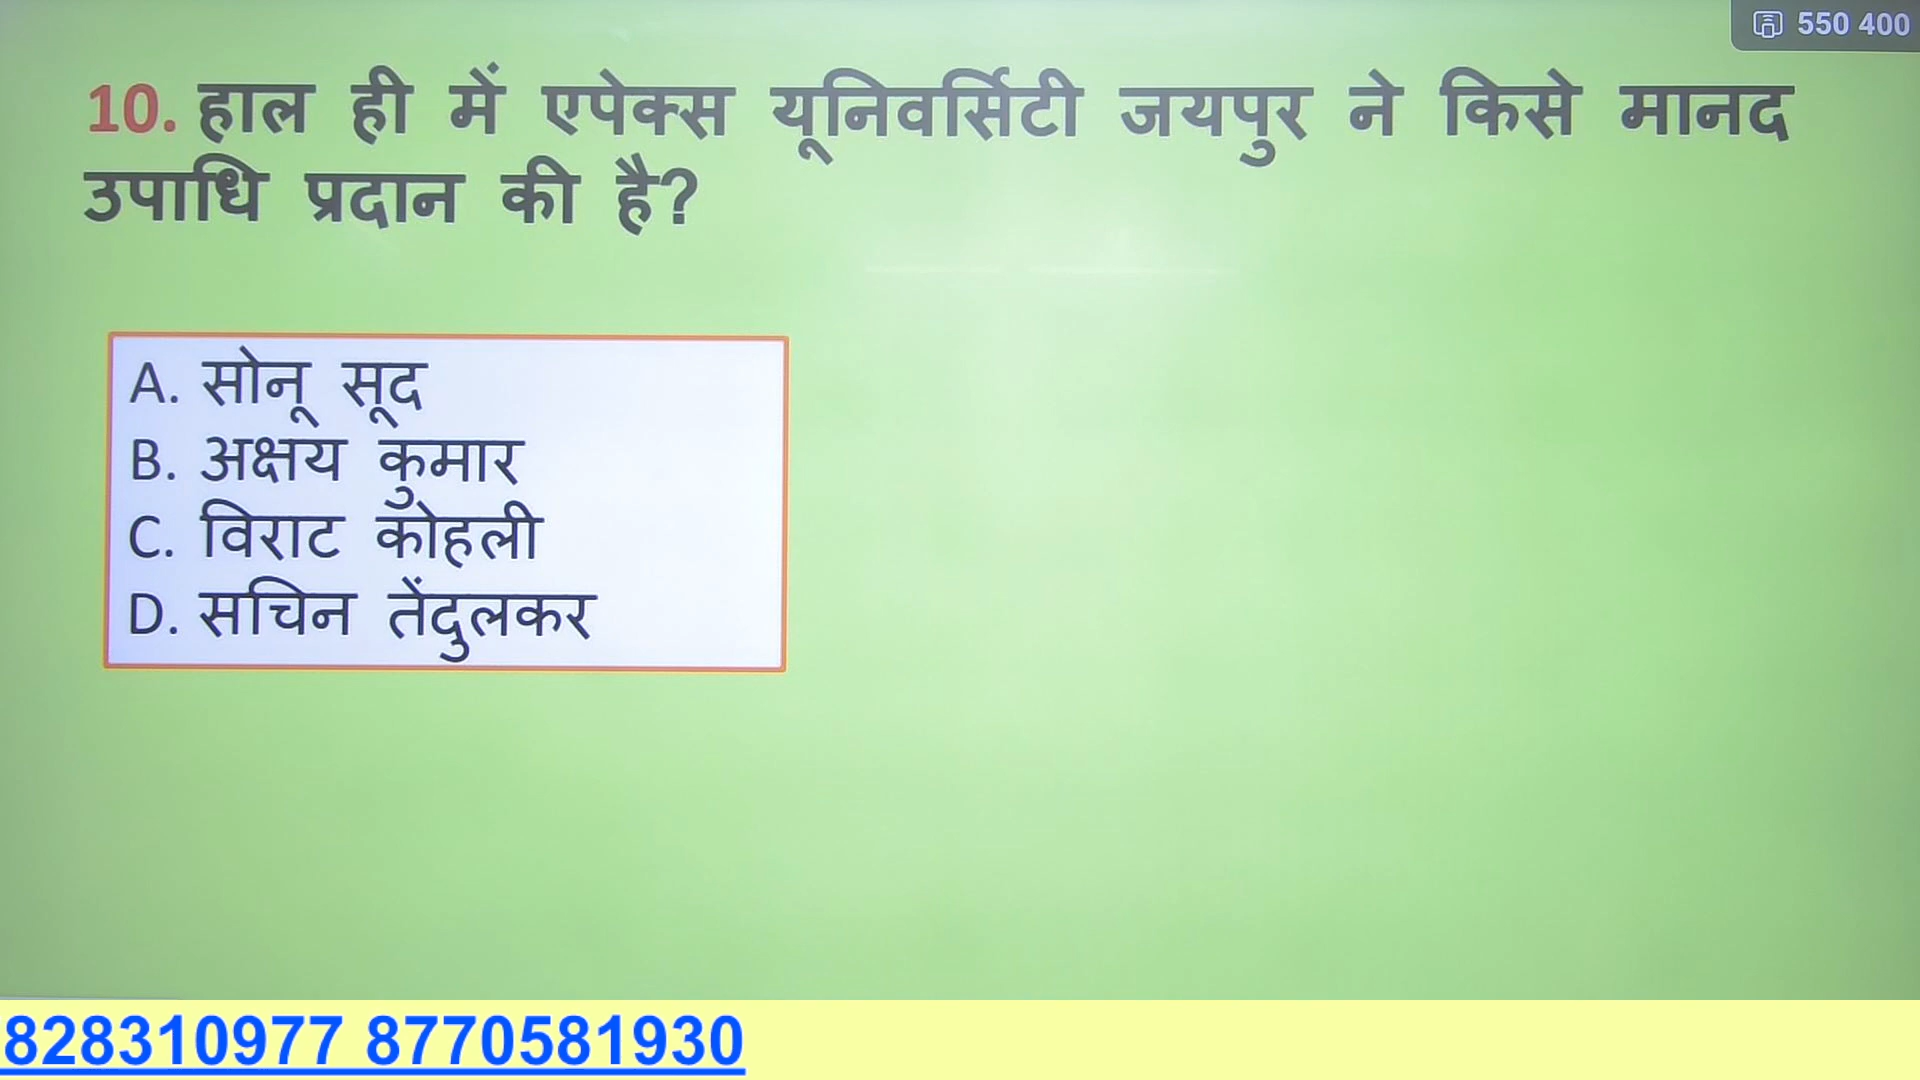 550 400
10. हाल ही में एपेक्स यूनिवर्सिटी जयपुर ने किसे मानद
उपाधि प्रदान की है?
A. सोनू सूद
B. अक्षय कुमार
C. विराट कोहली
D. सचिन तेंदुलकर
828310977 8770581930